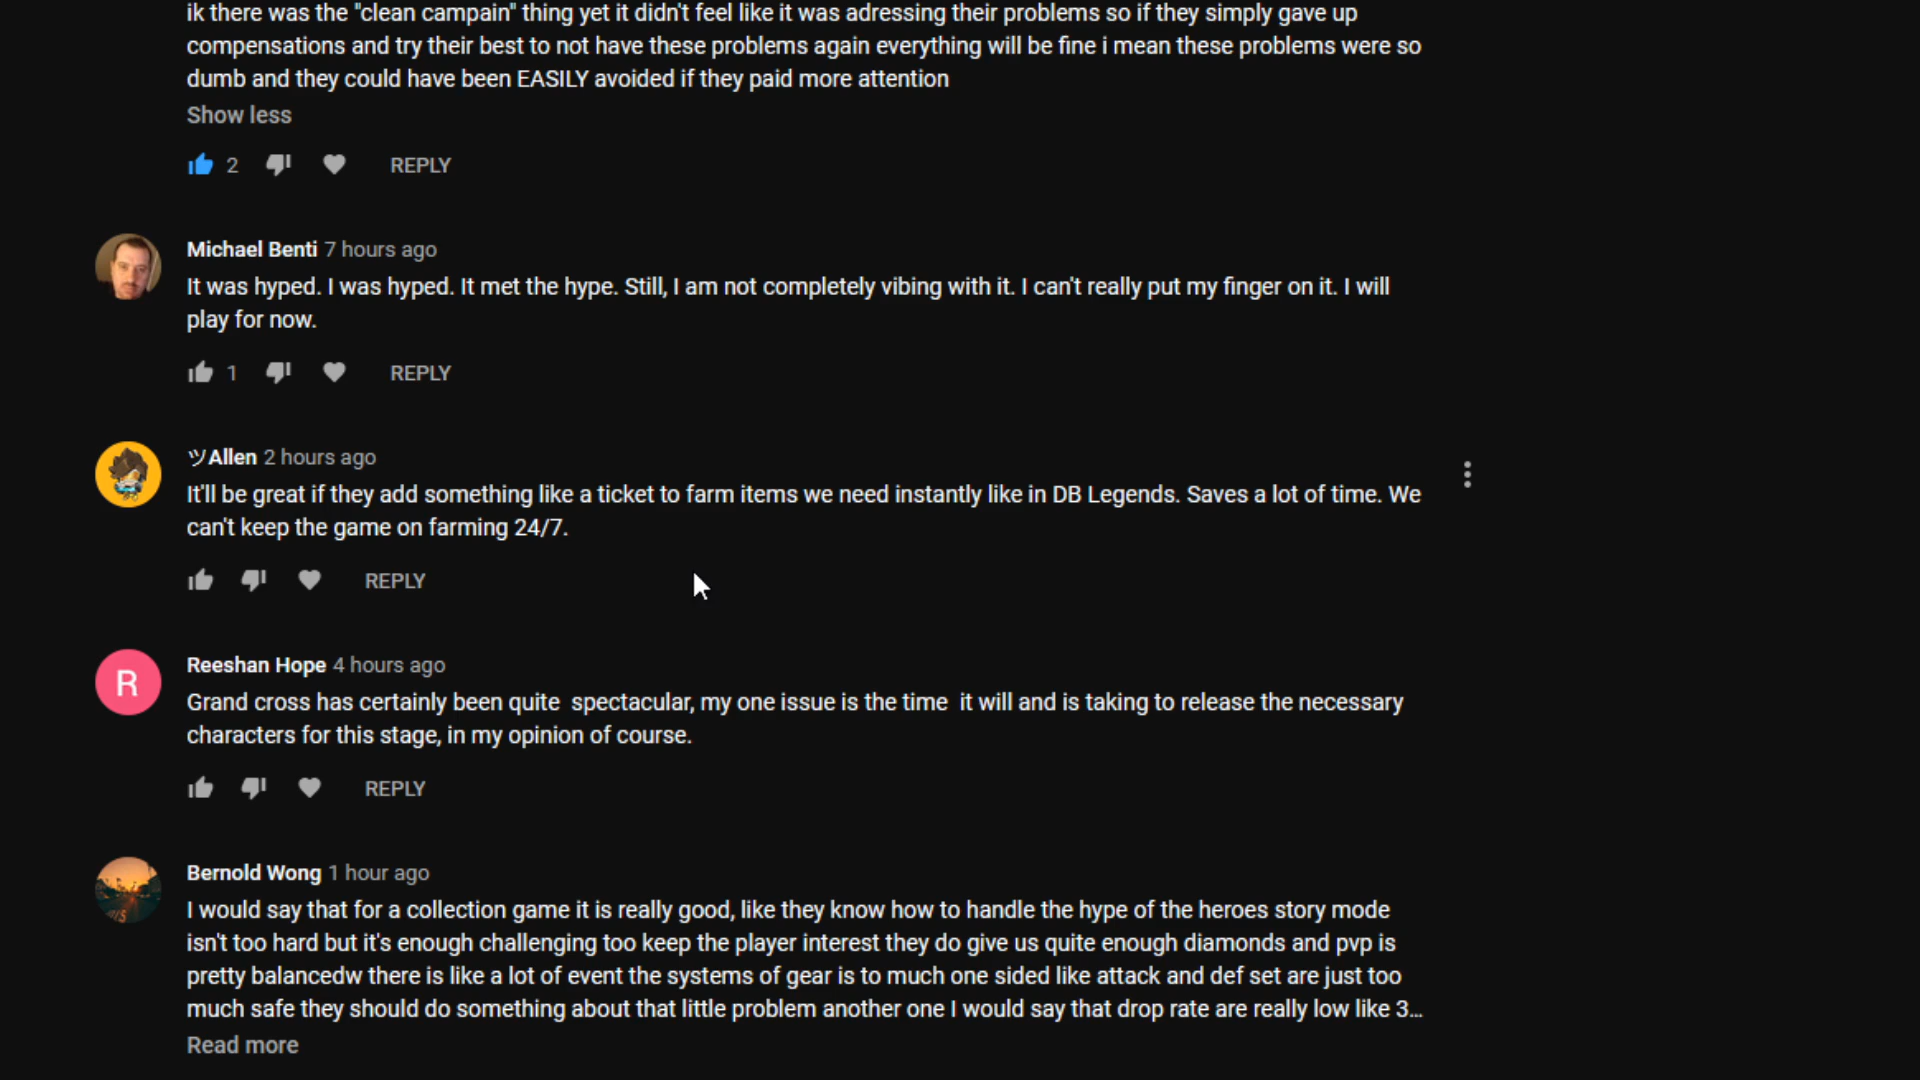 ik there was the "clean campain" thing yet it didn't feel like it was adressing their problems so if they simply gave up
compensations and try their best to not have these problems again everything will be fine i mean these problems were so
dumb and they could have been EASILY avoided if they paid more attention
Show less
2 REPLY
Michael Benti 7 hours ago
It was hyped. I was hyped. It met the hype. Still, I am not completely vibing with it. I can't really put my finger on it. I will
play for now.
1 REPLY
ツAllen 2 hours ago
It'll be great if they add something like a ticket to farm items we need instantly like in DB Legends. Saves a lot of time. We
can't keep the game on farming 24/7.
REPLY
R
Reeshan Hope 4 hours ago
Grand cross has certainly been quite  spectacular, my one issue is the time  it will and is taking to release the necessary
characters for this stage, in my opinion of course.
REPLY
Bernold Wong 1 hour ago
I would say that for a collection game it is really good, like they know how to handle the hype of the heroes story mode
isn't too hard but it's enough challenging too keep the player interest they do give us quite enough diamonds and pvp is
pretty balancedw there is like a lot of event the systems of gear is to much one sided like attack and def set are just too
much safe they should do something about that little problem another one I would say that drop rate are really low like 3...
Read more